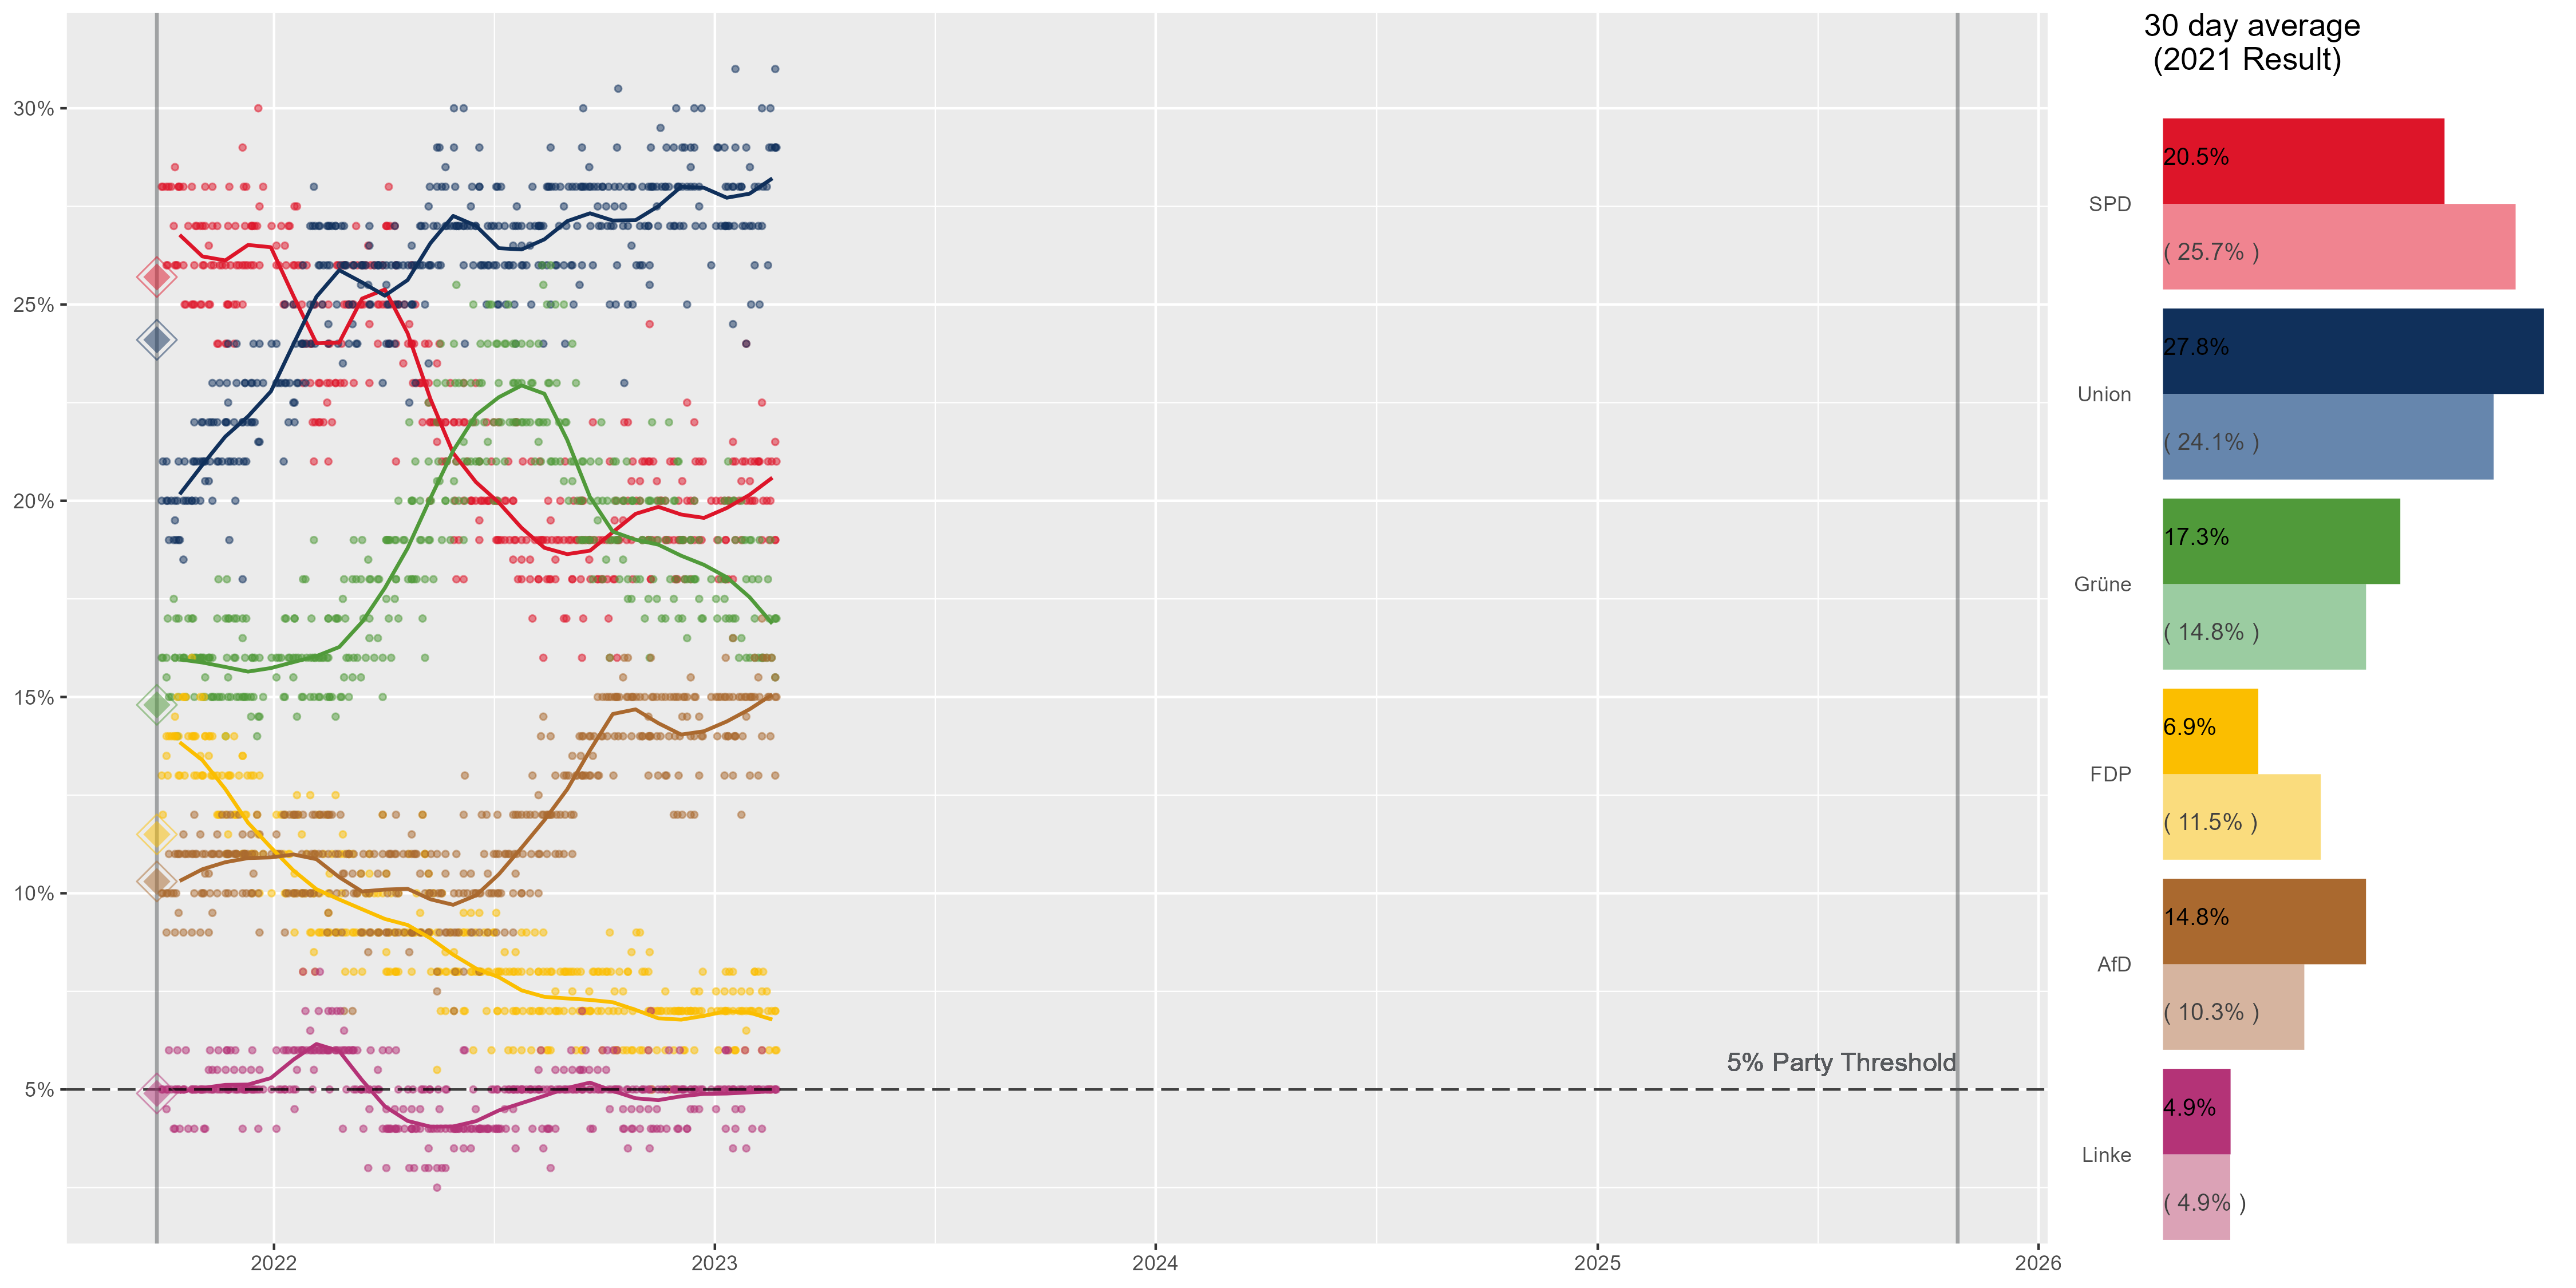 30%
25%
20%
15%
10%
5%
5% Party Threshold
2022
2023
2024
2025
2026
30 day average
(2021 Result)
SPD
20.5%
( 25.7% )
Union
27.8%
( 24.1% )
Grüne
17.3%
( 14.8% )
FDP
6.9%
( 11.5% )
AfD
14.8%
( 10.3% )
Linke
4.9%
( 4.9% )